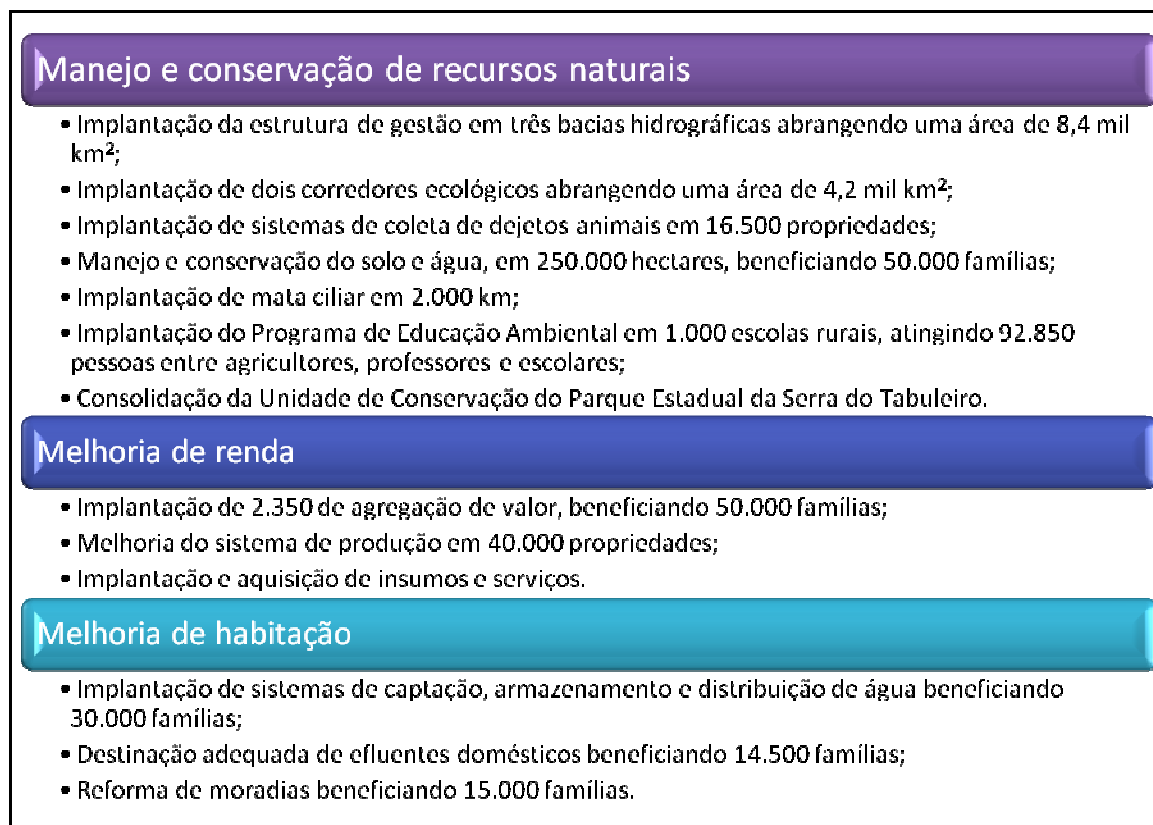 Manejo e conservação de recursos naturais
• Implantação da estrutura de gestão em três bacias hidrográficas abrangendo uma área de 8,4 mil
km²;
• Implantação de dois corredores ecológicos abrangendo uma área de 4,2 mil km²;
• Implantação de sistemas de coleta de dejetos animais em 16.500 propriedades;
• Manejo e conservação do solo e água, em 250.000 hectares, beneficiando 50.000 famílias;
• Implantação de mata ciliar em 2.000 km;
• Implantação do Programa de Educação Ambiental em 1.000 escolas rurais, atingindo 92.850
pessoas entre agricultores, professores e escolares;
• Consolidação da Unidade de Conservação do Parque Estadual da Serra do Tabuleiro.
Melhoria de renda
• Implantação de 2.350 de agregação de valor, beneficiando 50.000 famílias;
• Melhoria do sistema de produção em 40.000 propriedades;
• Implantação e aquisição de insumos e serviços.
Melhoria de habitação
• Implantação de sistemas de captação, armazenamento e distribuição de água beneficiando
30.000 famílias;
• Destinação adequada de efluentes domésticos beneficiando 14.500 famílias;
• Reforma de moradias beneficiando 15.000 famílias.